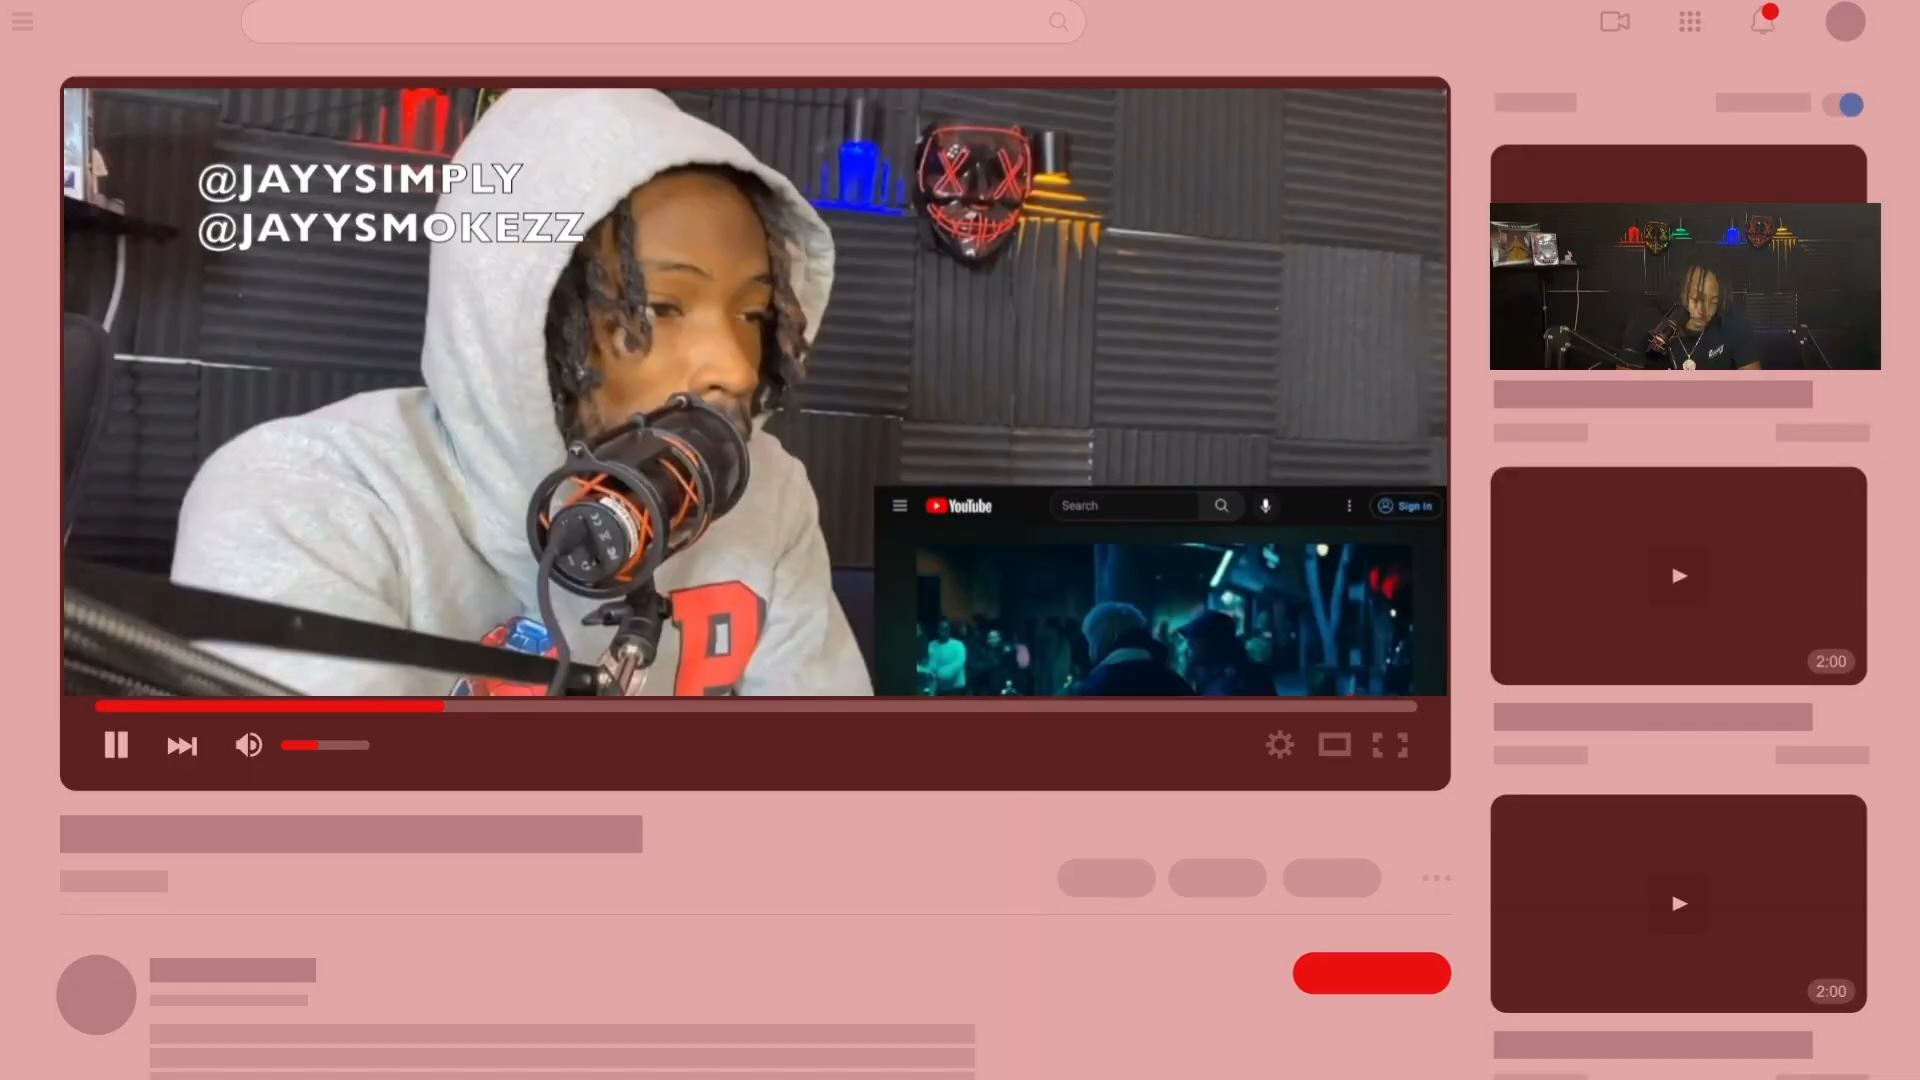 @JAYYSIMPLY
@JAYYSMOKEZZ
YouTube
Search
Sign in
P
2:00
2:00